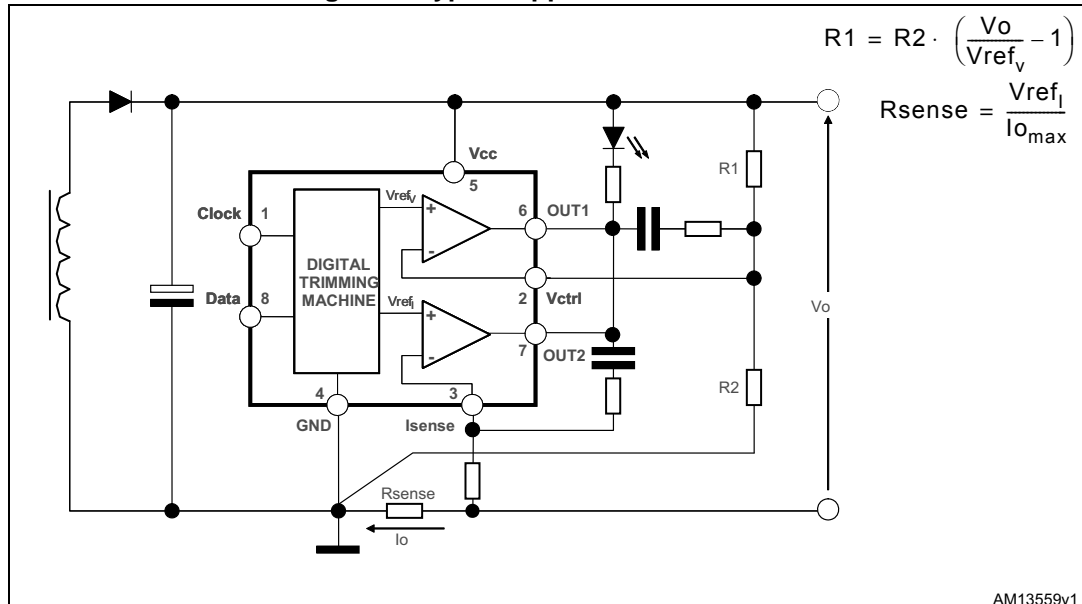 R1 = R2 · (Vo/Vref_v − 1)
Rsense = Vref_I/Io_max
Vcc
5
R1
Clock
1
Vref_v
+
-
6
OUT1
DIGITAL
TRIMMING
MACHINE
Data
8
Vref_I
+
-
2
Vctrl
Vo
7
OUT2
R2
4
3
GND
Isense
Rsense
Io
AM13559v1